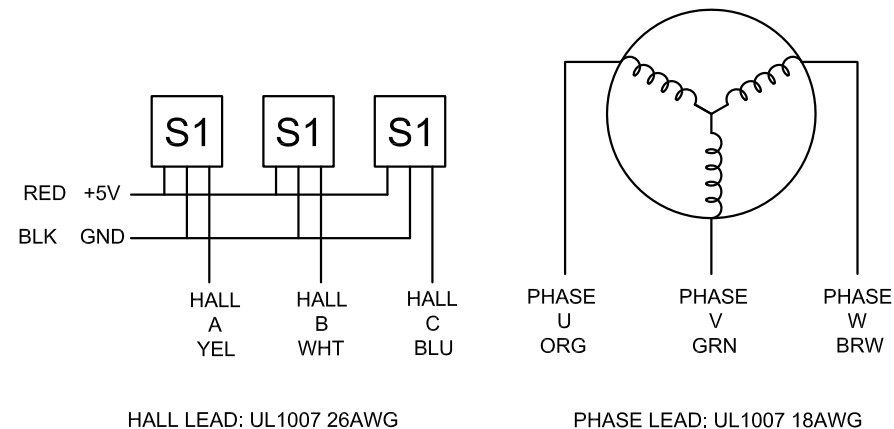 S1 S1 S1
RED +5V
BLK GND
HALL A YEL
HALL B WHT
HALL C BLU
HALL LEAD: UL1007 26AWG
PHASE U ORG
PHASE V GRN
PHASE W BRW
PHASE LEAD: UL1007 18AWG